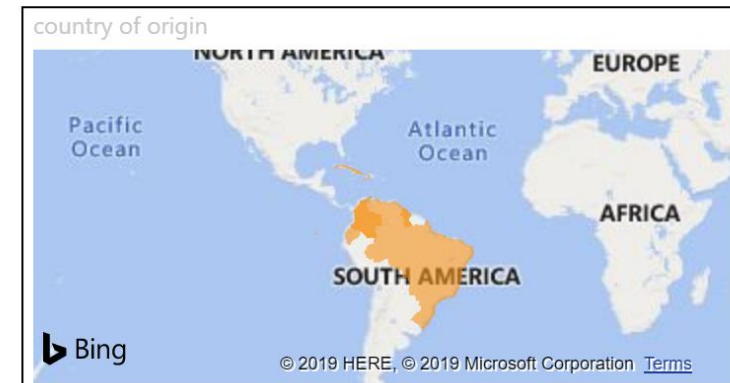 country of origin
NORTH AMERICA
EUROPE
Pacific
Ocean
Atlantic
Ocean
AFRICA
SOUTH AMERICA
Bing
© 2019 HERE, © 2019 Microsoft Corporation Terms